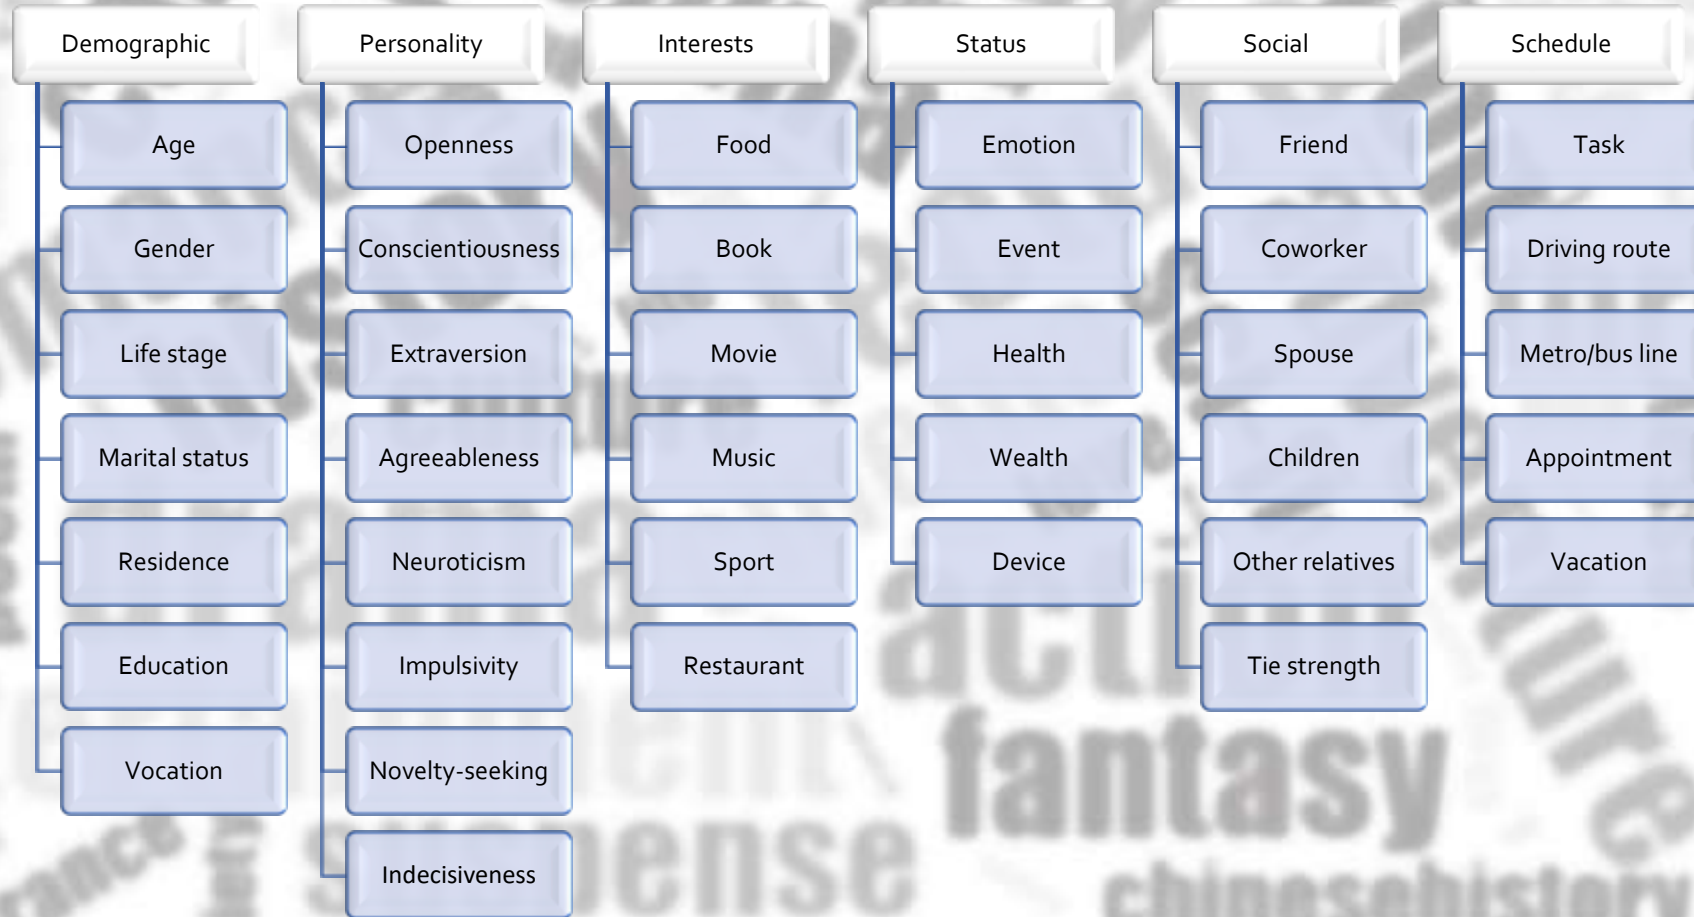 Demographic
Age
Gender
Life stage
Marital status
Residence
Education
Vocation
Personality
Openness
Conscientiousness
Extraversion
Agreeableness
Neuroticism
Impulsivity
Novelty-seeking
Indecisiveness
Interests
Food
Book
Movie
Music
Sport
Restaurant
Status
Emotion
Event
Health
Wealth
Device
Social
Friend
Coworker
Spouse
Children
Other relatives
Tie strength
Schedule
Task
Driving route
Metro/bus line
Appointment
Vacation
fantasy
chinesehistory